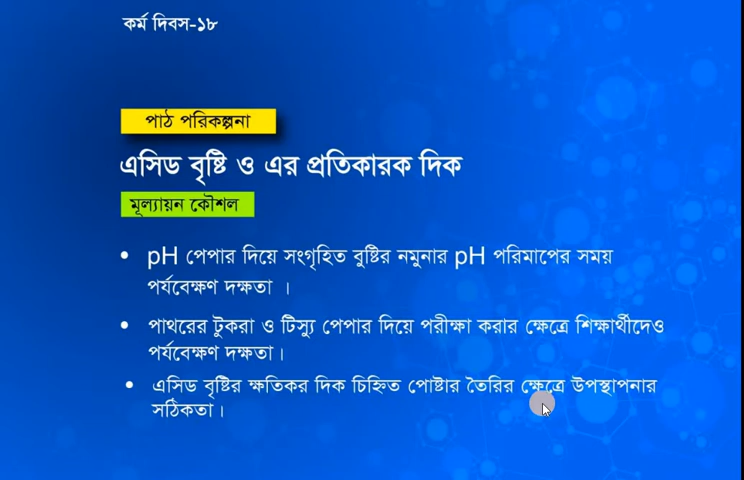 কর্ম দিবস-১৮
পাঠ পরিকল্পনা
এসিড বৃষ্টি ও এর প্রতিকারক দিক
মূল্যায়ন কৌশল
• pH পেপার দিয়ে সংগৃহিত বুষ্টির নমুনার pH পরিমাপের সময়
পর্যবেক্ষণ দক্ষতা ।
• পাথরের টুকরা ও টিস্যু পেপার দিয়ে পরীক্ষা করার ক্ষেত্রে শিক্ষার্থীদেও
পর্যবেক্ষণ দক্ষতা।
• এসিড বৃষ্টির ক্ষতিকর দিক চিহ্নিত পোষ্টার তৈরির ক্ষেত্রে উপস্থাপনার
সঠিকতা।